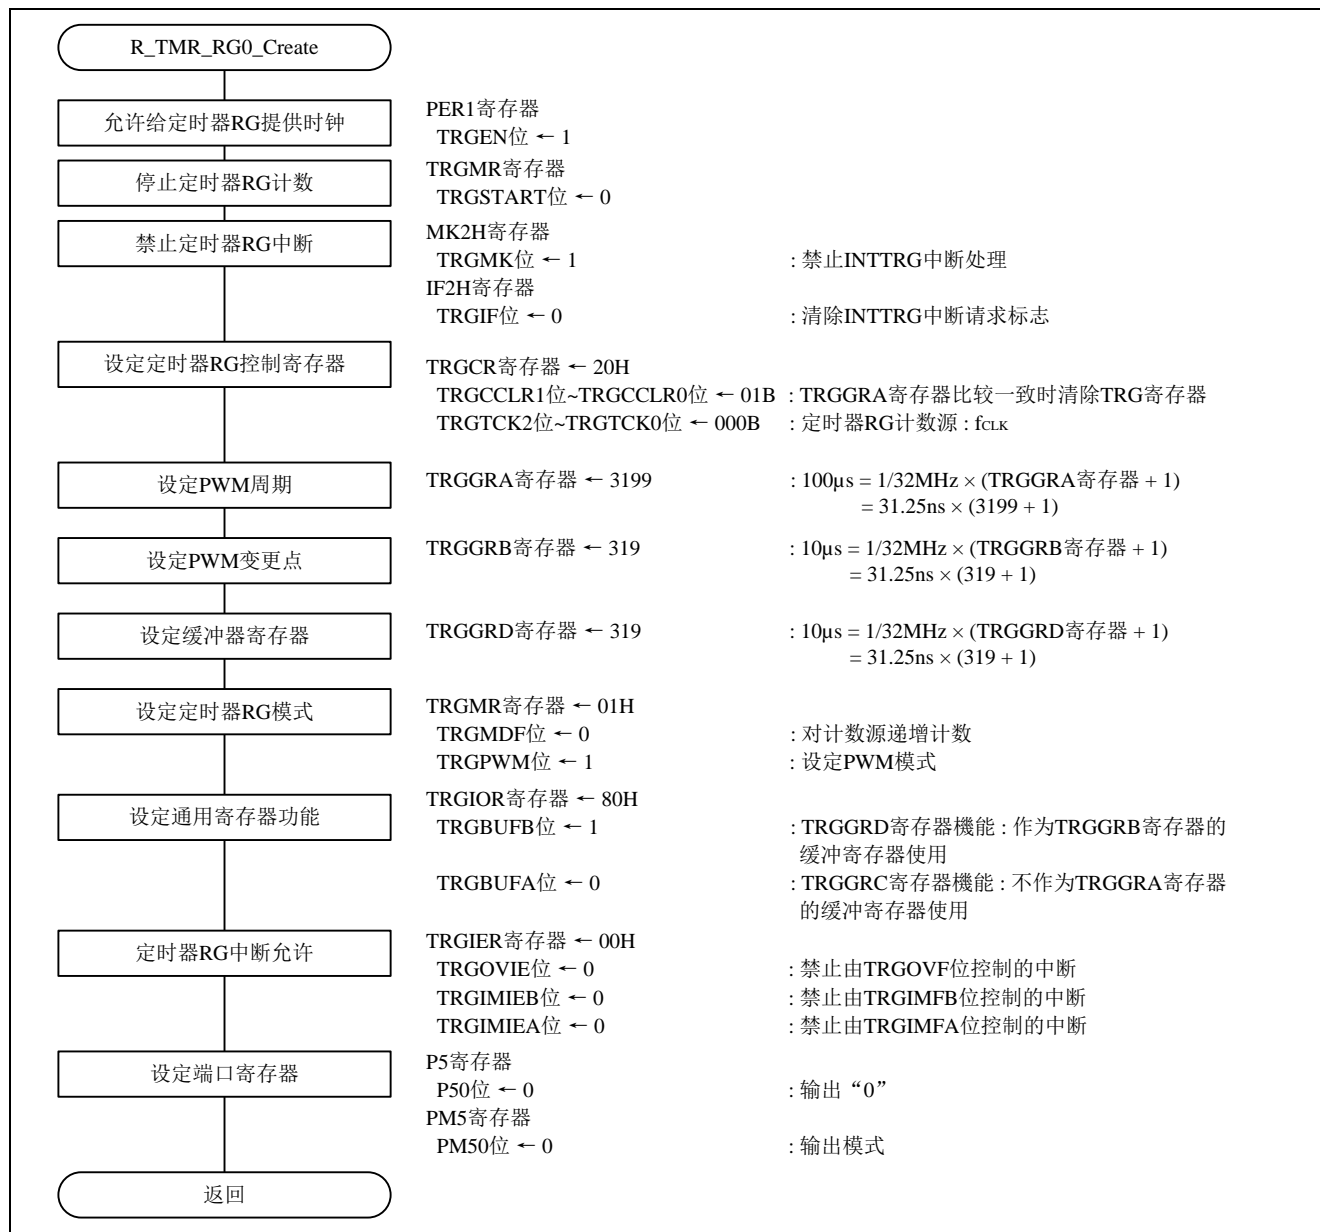 R_TMR_RG0_Create
允许给定时器RG提供时钟
PER1寄存器
TRGEN位 ← 1
停止定时器RG计数
TRGMR寄存器
TRGSTART位 ← 0
禁止定时器RG中断
MK2H寄存器
TRGMK位 ← 1 : 禁止INTTRG中断处理
IF2H寄存器
TRGIF位 ← 0 : 清除INTTRG中断请求标志
设定定时器RG控制寄存器
TRGCR寄存器 ← 20H
TRGCCLR1位~TRGCCLR0位 ← 01B : TRGGRA寄存器比较一致时清除TRG寄存器
TRGTCK2位~TRGTCK0位 ← 000B : 定时器RG计数源 : fCLK
设定PWM周期
TRGGRA寄存器 ← 3199 : 100µs = 1/32MHz × (TRGGRA寄存器 + 1)
= 31.25ns × (3199 + 1)
设定PWM变更点
TRGGRB寄存器 ← 319 : 10µs = 1/32MHz × (TRGGRB寄存器 + 1)
= 31.25ns × (319 + 1)
设定缓冲器寄存器
TRGGRD寄存器 ← 319 : 10µs = 1/32MHz × (TRGGRD寄存器 + 1)
= 31.25ns × (319 + 1)
设定定时器RG模式
TRGMR寄存器 ← 01H
TRGMDF位 ← 0 : 对计数源递增计数
TRGPWM位 ← 1 : 设定PWM模式
设定通用寄存器功能
TRGIOR寄存器 ← 80H
TRGBUFB位 ← 1 : TRGGRD寄存器機能 : 作为TRGGRB寄存器的
缓冲寄存器使用
TRGBUFA位 ← 0 : TRGGRC寄存器機能 : 不作为TRGGRA寄存器
的缓冲寄存器使用
定时器RG中断允许
TRGIER寄存器 ← 00H
TRGOVIE位 ← 0 : 禁止由TRGOVF位控制的中断
TRGIMIEB位 ← 0 : 禁止由TRGIMFB位控制的中断
TRGIMIEA位 ← 0 : 禁止由TRGIMFA位控制的中断
设定端口寄存器
P5寄存器
P50位 ← 0 : 输出“0”
PM5寄存器
PM50位 ← 0 : 输出模式
返回